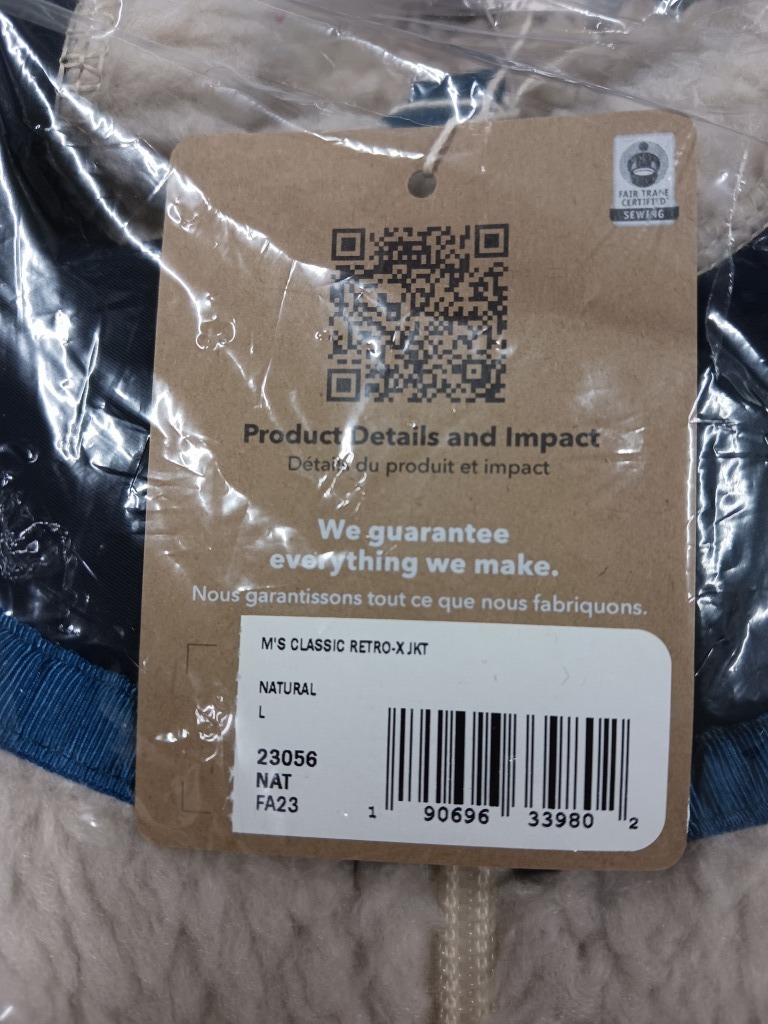 FAIR TRADE
CERTIFIED
SEWING
Product Details and Impact
Détails du produit et impact
We guarantee
everything we make.
Nous garantissons tout ce que nous fabriquons.
M'S CLASSIC RETRO-X JKT
NATURAL
L
23056
NAT
FA23
1 90696 33980 2